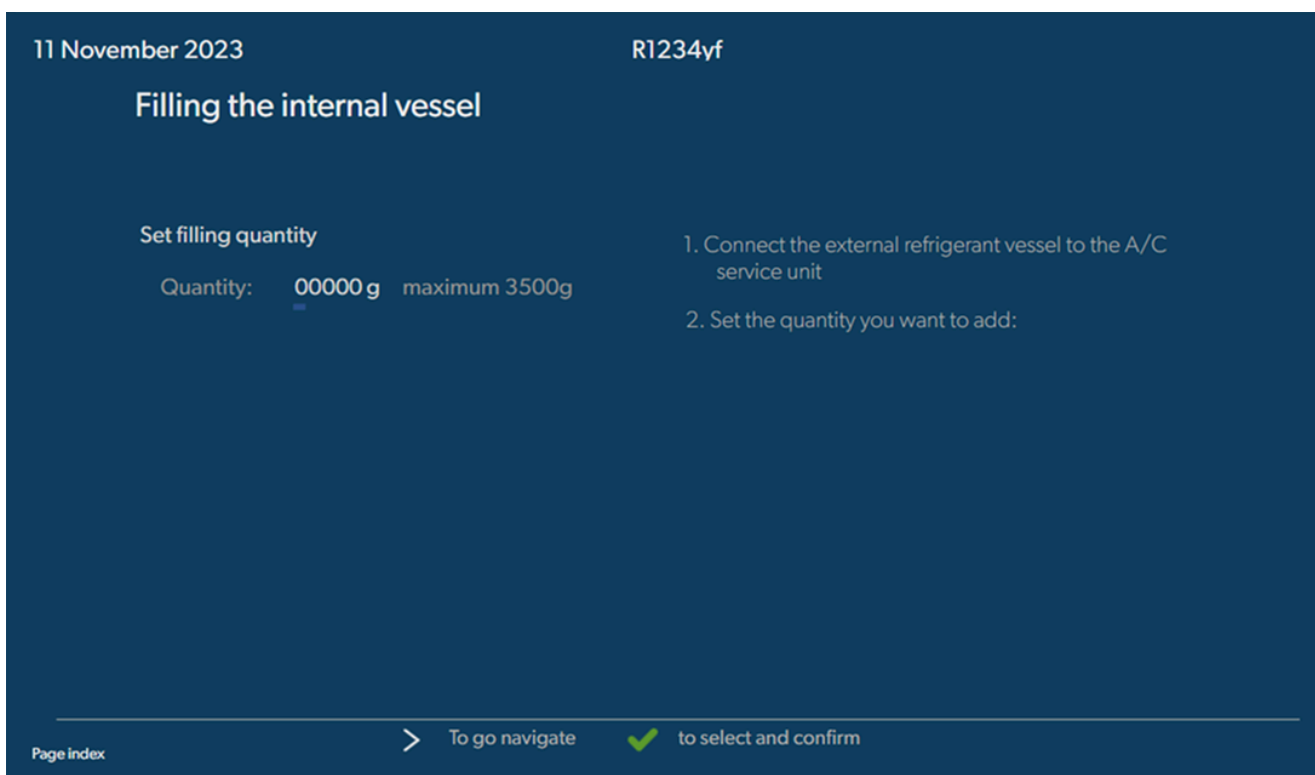 11 November 2023 R1234yf
Filling the internal vessel
Set filling quantity
Quantity: 00000 g maximum 3500g
1. Connect the external refrigerant vessel to the A/C
service unit
2. Set the quantity you want to add:
Page index
> To go navigate ✔ to select and confirm